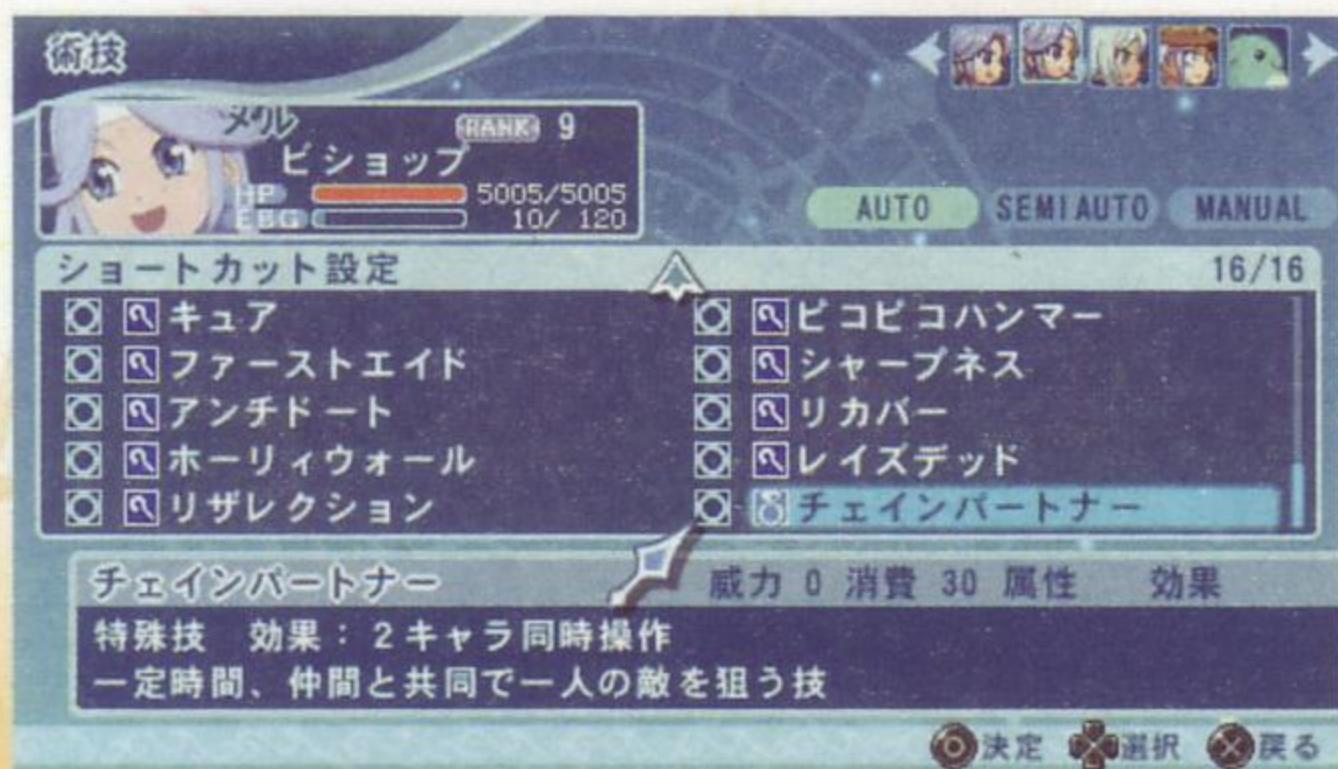 術技
メクル
RANK 9
ビショップ
HP 5005/5005
EBG 10/ 120
AUTO SEMIAUTO MANUAL
ショートカット設定 16/16
キュア ピコピコハンマー
ファーストエイド シャープネス
アンチドート リカバー
ホーリィウォール レイズデッド
リザレクション チェインパートナー
チェインパートナー 威力 0 消費 30 属性 効果
特殊技 効果：2キャラ同時操作
一定時間、仲間と共同で一人の敵を狙う技
決定 選択 戻る